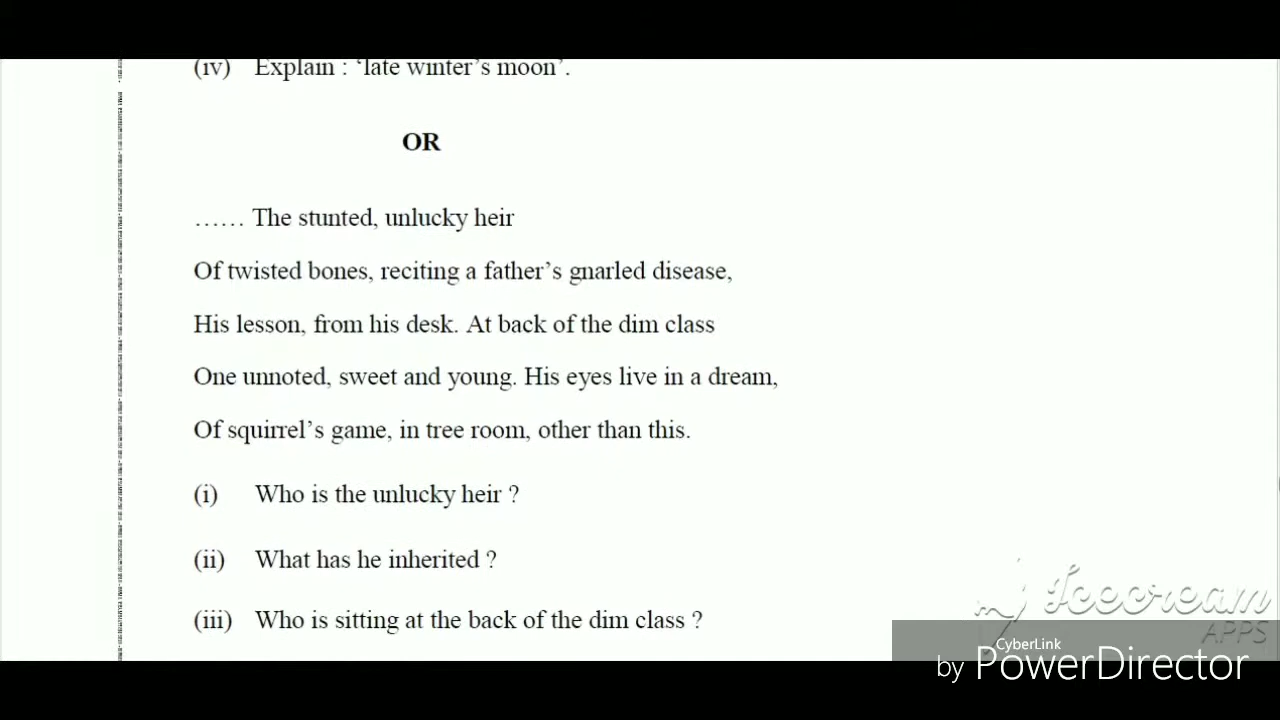 (iv) Explain : ‘late winter’s moon’.
OR
…… The stunted, unlucky heir
Of twisted bones, reciting a father’s gnarled disease,
His lesson, from his desk. At back of the dim class
One unnoted, sweet and young. His eyes live in a dream,
Of squirrel’s game, in tree room, other than this.
(i) Who is the unlucky heir ?
(ii) What has he inherited ?
(iii) Who is sitting at the back of the dim class ?
Icecream
APPS
CyberLink
by PowerDirector